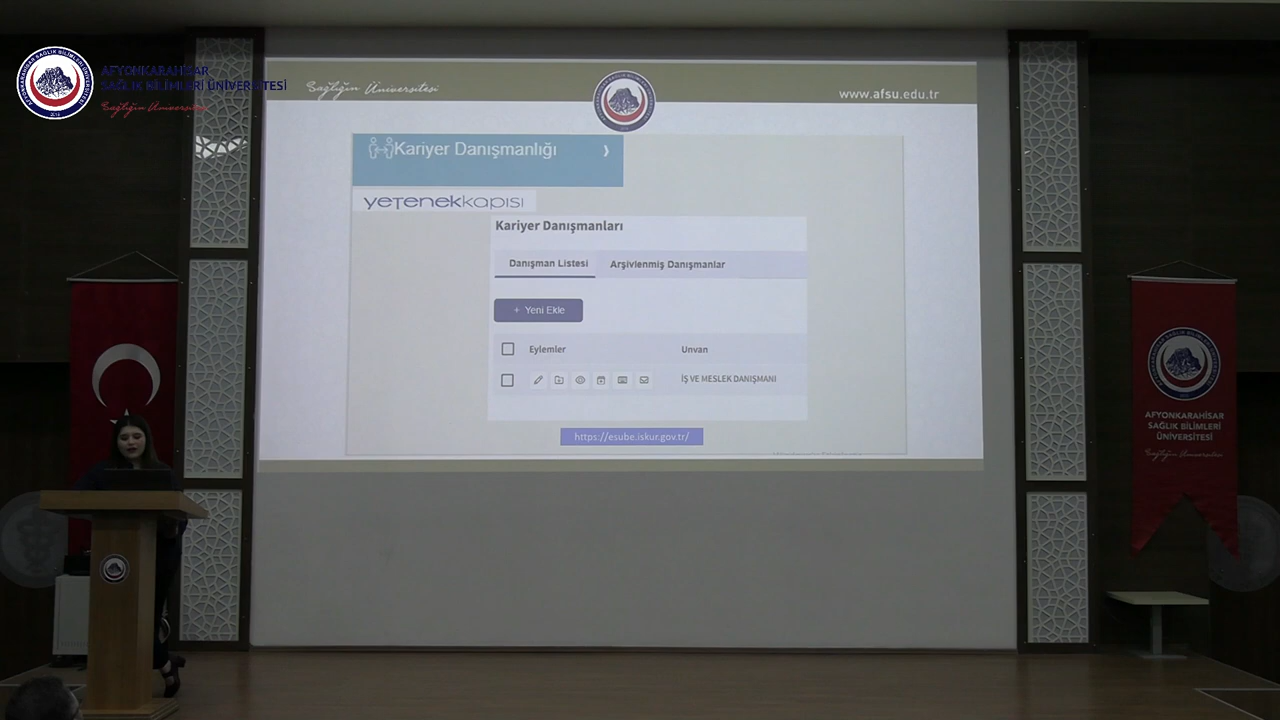 AFYONKARAHİSAR
SAĞLIK BİLİMLERİ ÜNİVERSİTESİ
Sağlığın Üniversitesi
Sağlığın Üniversitesi
www.afsu.edu.tr
Kariyer Danışmanlığı
yeTenekkapısı
Kariyer Danışmanları
Danışman Listesi
Arşivlenmiş Danışmanlar
+ Yeni Ekle
Eylemler
Unvan
İŞ VE MESLEK DANIŞMANI
https://esube.iskur.gov.tr/
AFYONKARAHİSAR
SAĞLIK BİLİMLERİ
ÜNİVERSİTESİ
Sağlığın Üniversitesi